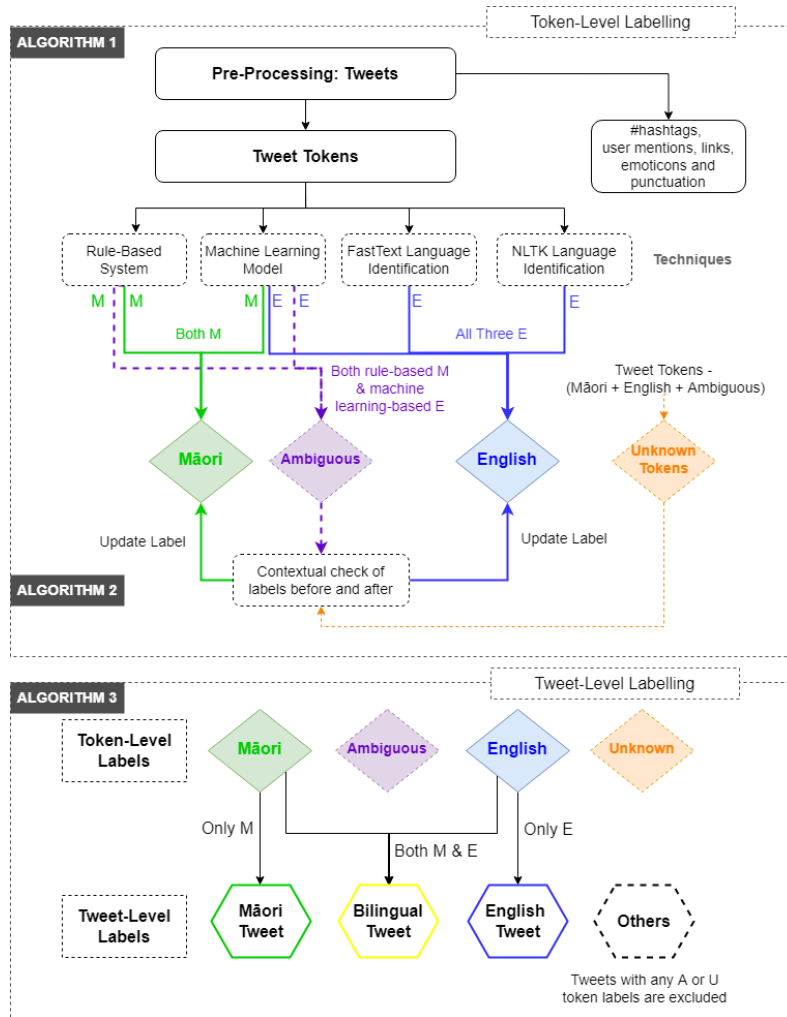 Token-Level Labelling
ALGORITHM 1
Pre-Processing: Tweets
#hashtags,
user mentions, links,
emoticons and
punctuation
Tweet Tokens
Rule-Based
System
Machine Learning
Model
FastText Language
Identification
NLTK Language
Identification
Techniques
M M M E E E E
Both M
All Three E
Both rule-based M
& machine
learning-based E
Tweet Tokens -
(Māori + English + Ambiguous)
Māori
Ambiguous
English
Unknown
Tokens
Update Label
Update Label
Contextual check of
labels before and after
ALGORITHM 2
Tweet-Level Labelling
ALGORITHM 3
Token-Level
Labels
Māori
Ambiguous
English
Unknown
Only M
Both M & E
Only E
Tweet-Level
Labels
Māori
Tweet
Bilingual
Tweet
English
Tweet
Others
Tweets with any A or U
token labels are excluded